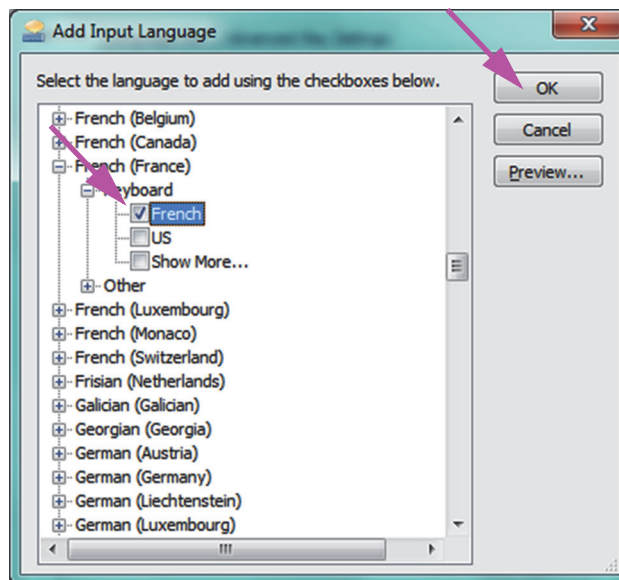 Add Input Language
Select the language to add using the checkboxes below.
French (Belgium)
French (Canada)
French (France)
Keyboard
French
US
Show More...
Other
French (Luxembourg)
French (Monaco)
French (Switzerland)
Frisian (Netherlands)
Galician (Galician)
Georgian (Georgia)
German (Austria)
German (Germany)
German (Liechtenstein)
German (Luxembourg)
OK
Cancel
Preview...